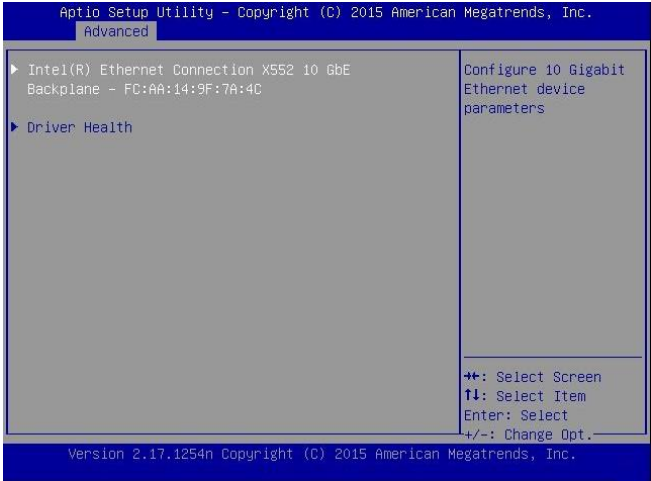 Aptio Setup Utility – Copyright (C) 2015 American Megatrends, Inc.
Advanced
Intel(R) Ethernet Connection X552 10 GbE
Backplane – FC:AA:14:9F:7A:4C
Driver Health
Configure 10 Gigabit
Ethernet device
parameters
→←: Select Screen
↑↓: Select Item
Enter: Select
+/-: Change Opt.
Version 2.17.1254n Copyright (C) 2015 American Megatrends, Inc.